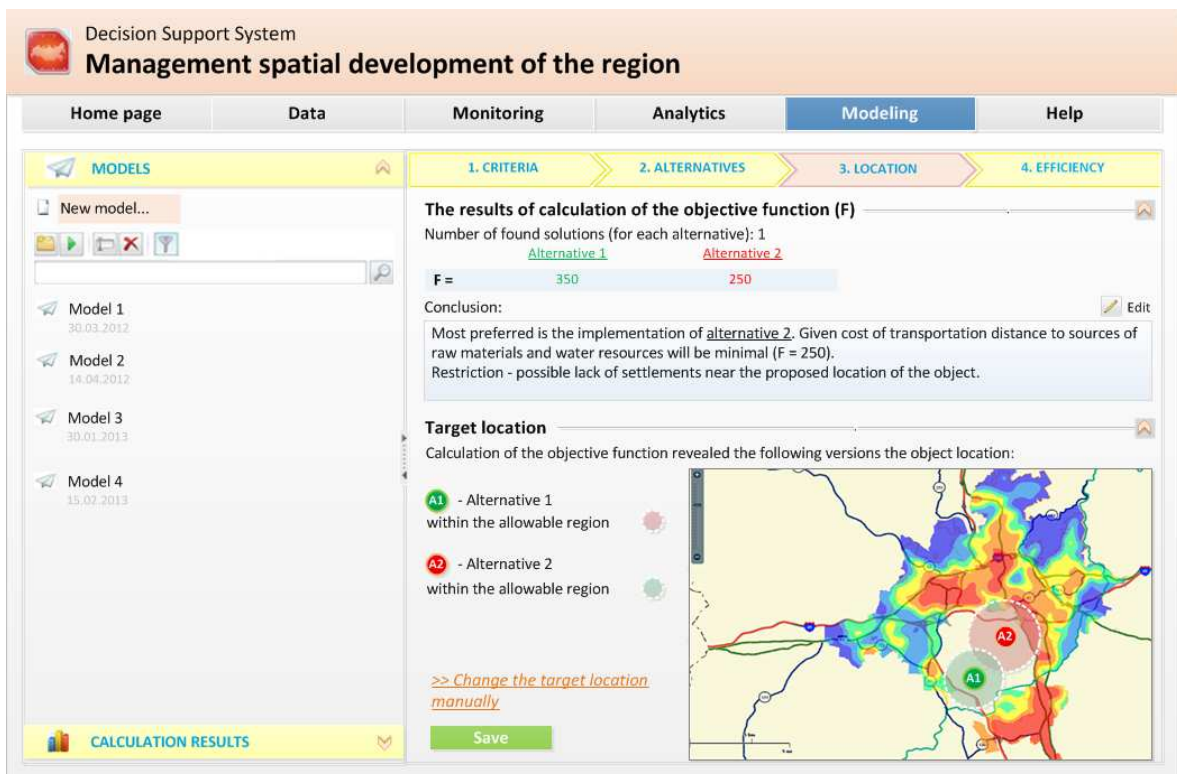 Decision Support System
Management spatial development of the region
Home page Data Monitoring Analytics Modeling Help
MODELS
New model...
Model 1
30.03.2012
Model 2
14.04.2012
Model 3
30.01.2013
Model 4
15.02.2013
CALCULATION RESULTS
1. CRITERIA 2. ALTERNATIVES 3. LOCATION 4. EFFICIENCY
The results of calculation of the objective function (F)
Number of found solutions (for each alternative): 1
Alternative 1 Alternative 2
F = 350 250
Conclusion:
Edit
Most preferred is the implementation of alternative 2. Given cost of transportation distance to sources of
raw materials and water resources will be minimal (F = 250).
Restriction - possible lack of settlements near the proposed location of the object.
Target location
Calculation of the objective function revealed the following versions the object location:
A1 - Alternative 1
within the allowable region
A2 - Alternative 2
within the allowable region
>> Change the target location
manually
Save
A2
A1